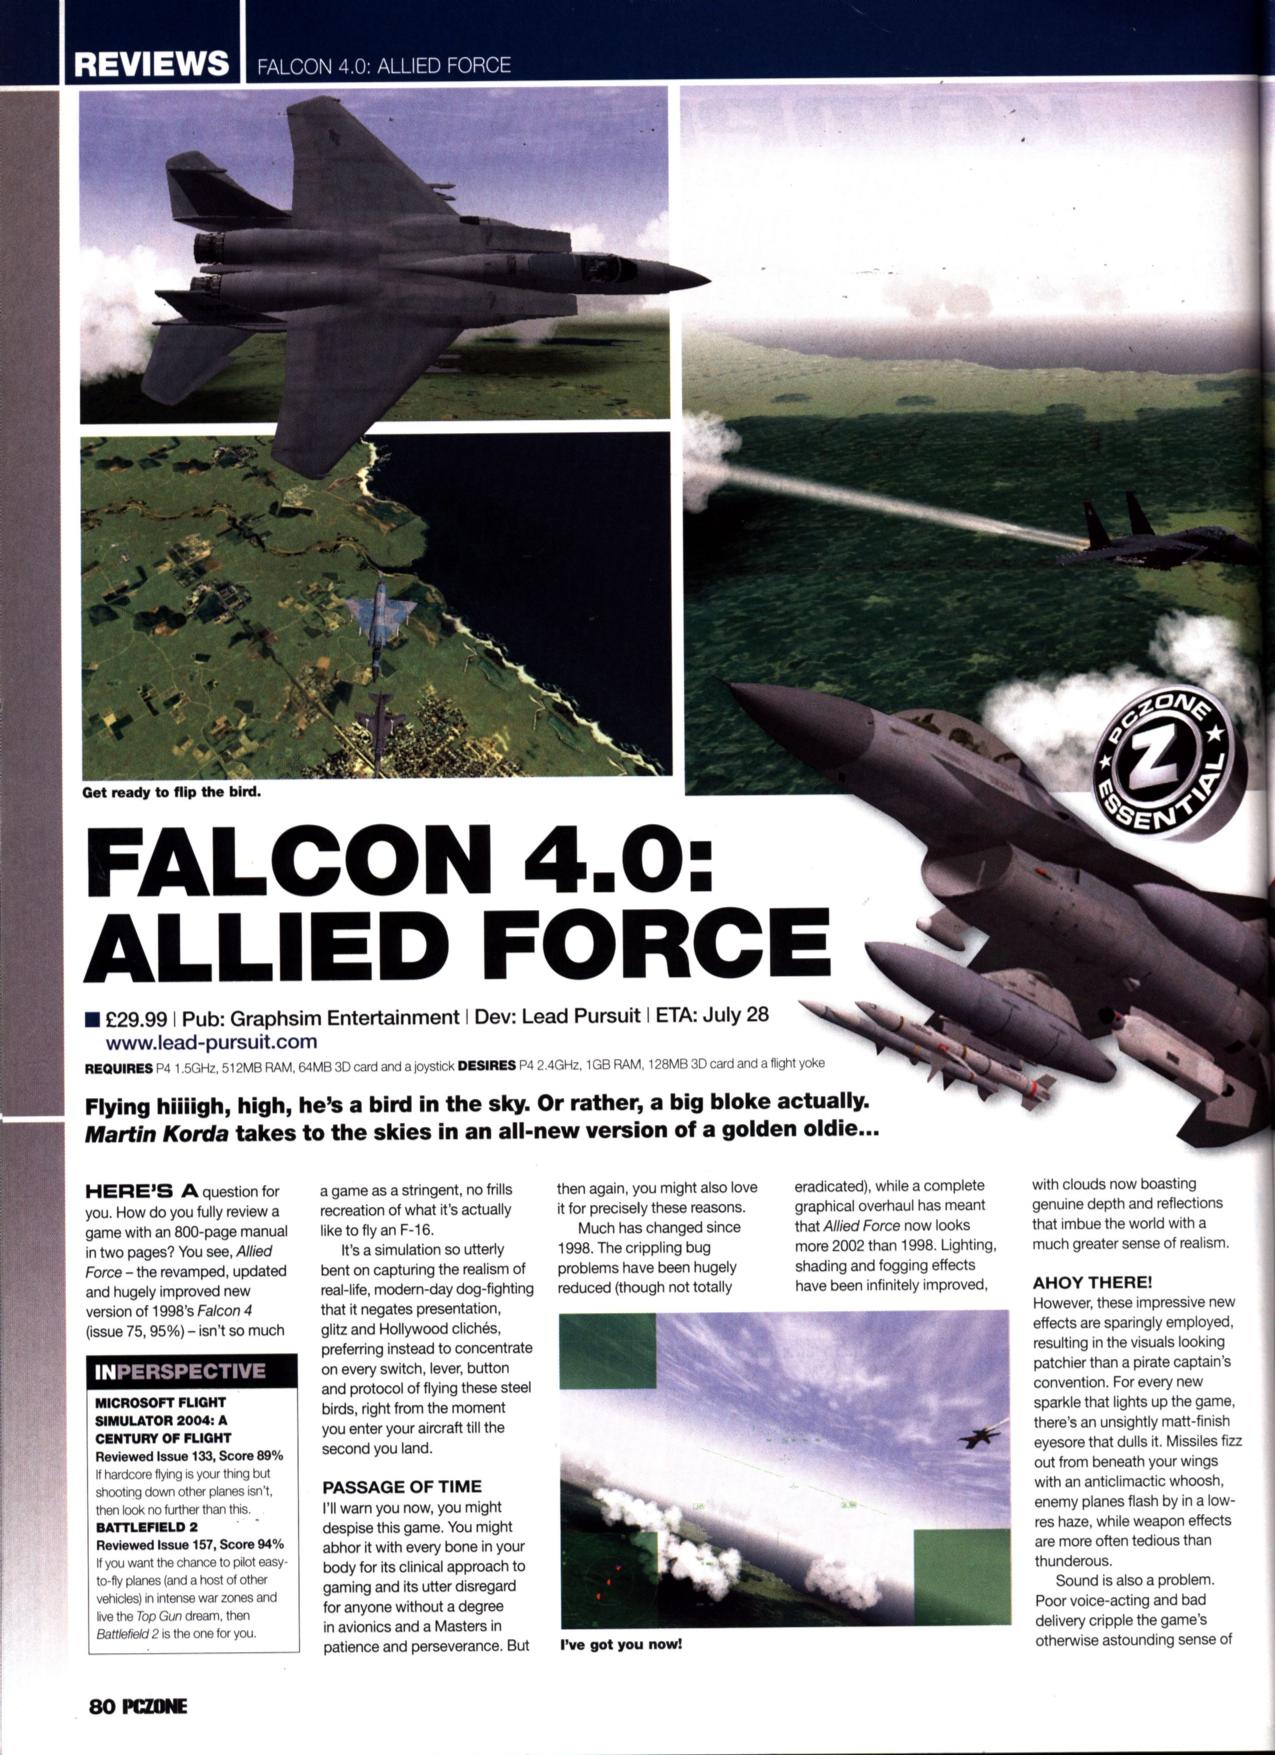 REVIEWS
FALCON 4.0: ALLIED FORCE
PCZONE
Z
ESSENTIAL
Get ready to flip the bird.
FALCON 4.0:
ALLIED FORCE
£29.99 | Pub: Graphsim Entertainment | Dev: Lead Pursuit | ETA: July 28
www.lead-pursuit.com
REQUIRES P4 1.5GHz, 512MB RAM, 64MB 3D card and a joystick DESIRES P4 2.4GHz, 1GB RAM, 128MB 3D card and a flight yoke
Flying hiiiigh, high, he's a bird in the sky. Or rather, a big bloke actually.
Martin Korda takes to the skies in an all-new version of a golden oldie...
HERE'S A question for
you. How do you fully review a
game with an 800-page manual
in two pages? You see, Allied
Force – the revamped, updated
and hugely improved new
version of 1998's Falcon 4
(issue 75, 95%) – isn't so much
INPERSPECTIVE
MICROSOFT FLIGHT
SIMULATOR 2004: A
CENTURY OF FLIGHT
Reviewed Issue 133, Score 89%
If hardcore flying is your thing but
shooting down other planes isn't,
then look no further than this.
BATTLEFIELD 2
Reviewed Issue 157, Score 94%
If you want the chance to pilot easy-
to-fly planes (and a host of other
vehicles) in intense war zones and
live the Top Gun dream, then
Battlefield 2 is the one for you.
a game as a stringent, no frills
recreation of what it's actually
like to fly an F-16.
It's a simulation so utterly
bent on capturing the realism of
real-life, modern-day dog-fighting
that it negates presentation,
glitz and Hollywood clichés,
preferring instead to concentrate
on every switch, lever, button
and protocol of flying these steel
birds, right from the moment
you enter your aircraft till the
second you land.
PASSAGE OF TIME
I'll warn you now, you might
despise this game. You might
abhor it with every bone in your
body for its clinical approach to
gaming and its utter disregard
for anyone without a degree
in avionics and a Masters in
patience and perseverance. But
then again, you might also love
it for precisely these reasons.
Much has changed since
1998. The crippling bug
problems have been hugely
reduced (though not totally
eradicated), while a complete
graphical overhaul has meant
that Allied Force now looks
more 2002 than 1998. Lighting,
shading and fogging effects
have been infinitely improved,
I've got you now!
with clouds now boasting
genuine depth and reflections
that imbue the world with a
much greater sense of realism.
AHOY THERE!
However, these impressive new
effects are sparingly employed,
resulting in the visuals looking
patchier than a pirate captain's
convention. For every new
sparkle that lights up the game,
there's an unsightly matt-finish
eyesore that dulls it. Missiles fizz
out from beneath your wings
with an anticlimactic whoosh,
enemy planes flash by in a low-
res haze, while weapon effects
are more often tedious than
thunderous.
Sound is also a problem.
Poor voice-acting and bad
delivery cripple the game's
otherwise astounding sense of
80 PCZONE